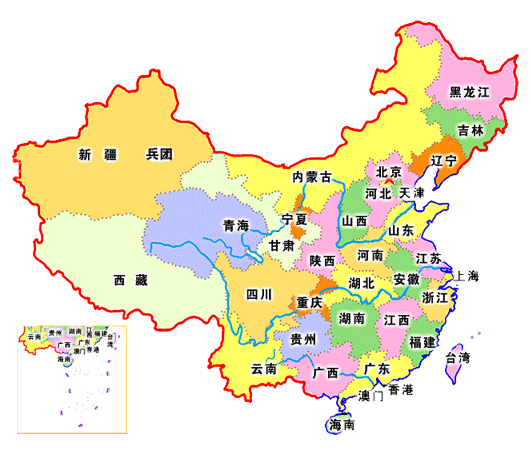 黑龙江
吉林
辽宁
新 疆 兵团
内蒙古
北京
河北
天津
青海
宁夏
山西
山东
甘肃
陕西
河南
江苏
西 藏
四川
湖北
安徽
上海
重庆
浙江
湖南
江西
贵州
福建
云南
广西
广东
台湾
澳门
香港
海南
云南
贵州
湖南
江西
福建
台湾
广西
广东
澳门
香港
海南